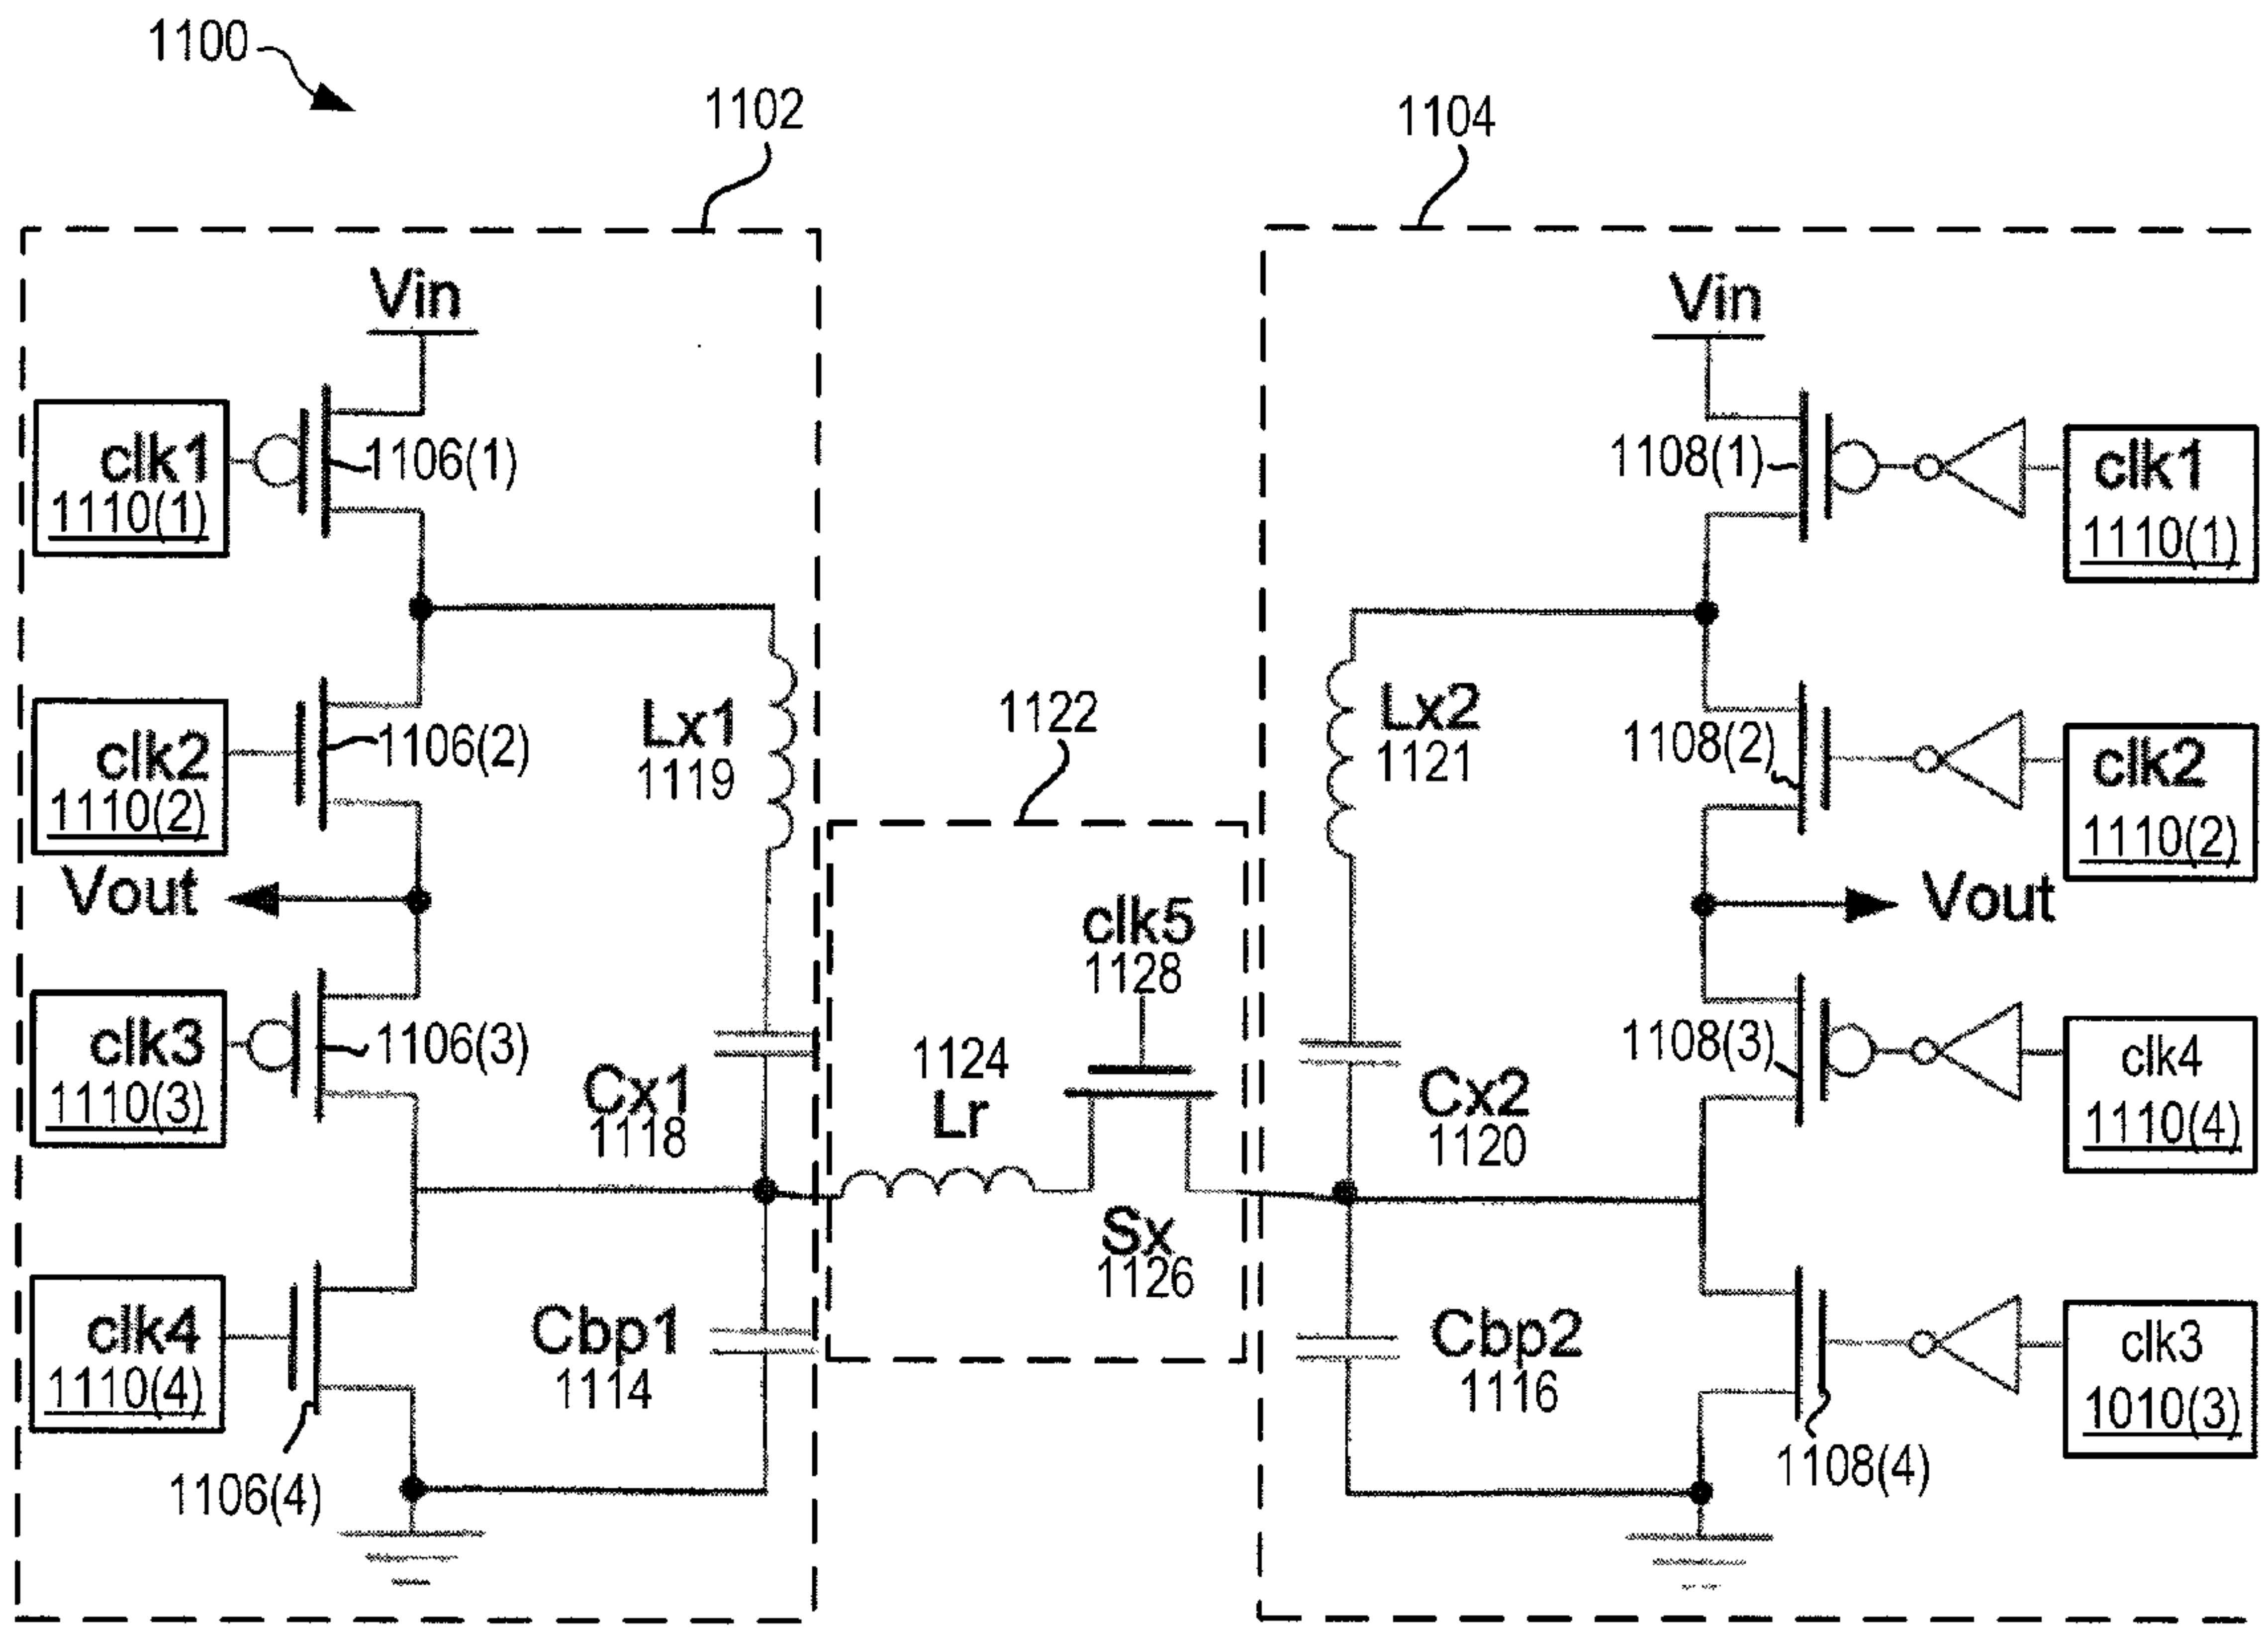 1100
1102
1104
Vin
Vin
clk1
1110(1)
1106(1)
1108(1)
clk1
1110(1)
clk2
1110(2)
1106(2)
Lx1
1119
1122
Lx2
1121
1108(2)
clk2
1110(2)
Vout
Vout
clk5
1128
clk3
1110(3)
1106(3)
Cx1
1118
1124
Lr
Cx2
1120
1108(3)
clk4
1110(4)
Sx
1126
clk4
1110(4)
1106(4)
Cbp1
1114
Cbp2
1116
1108(4)
clk3
1010(3)